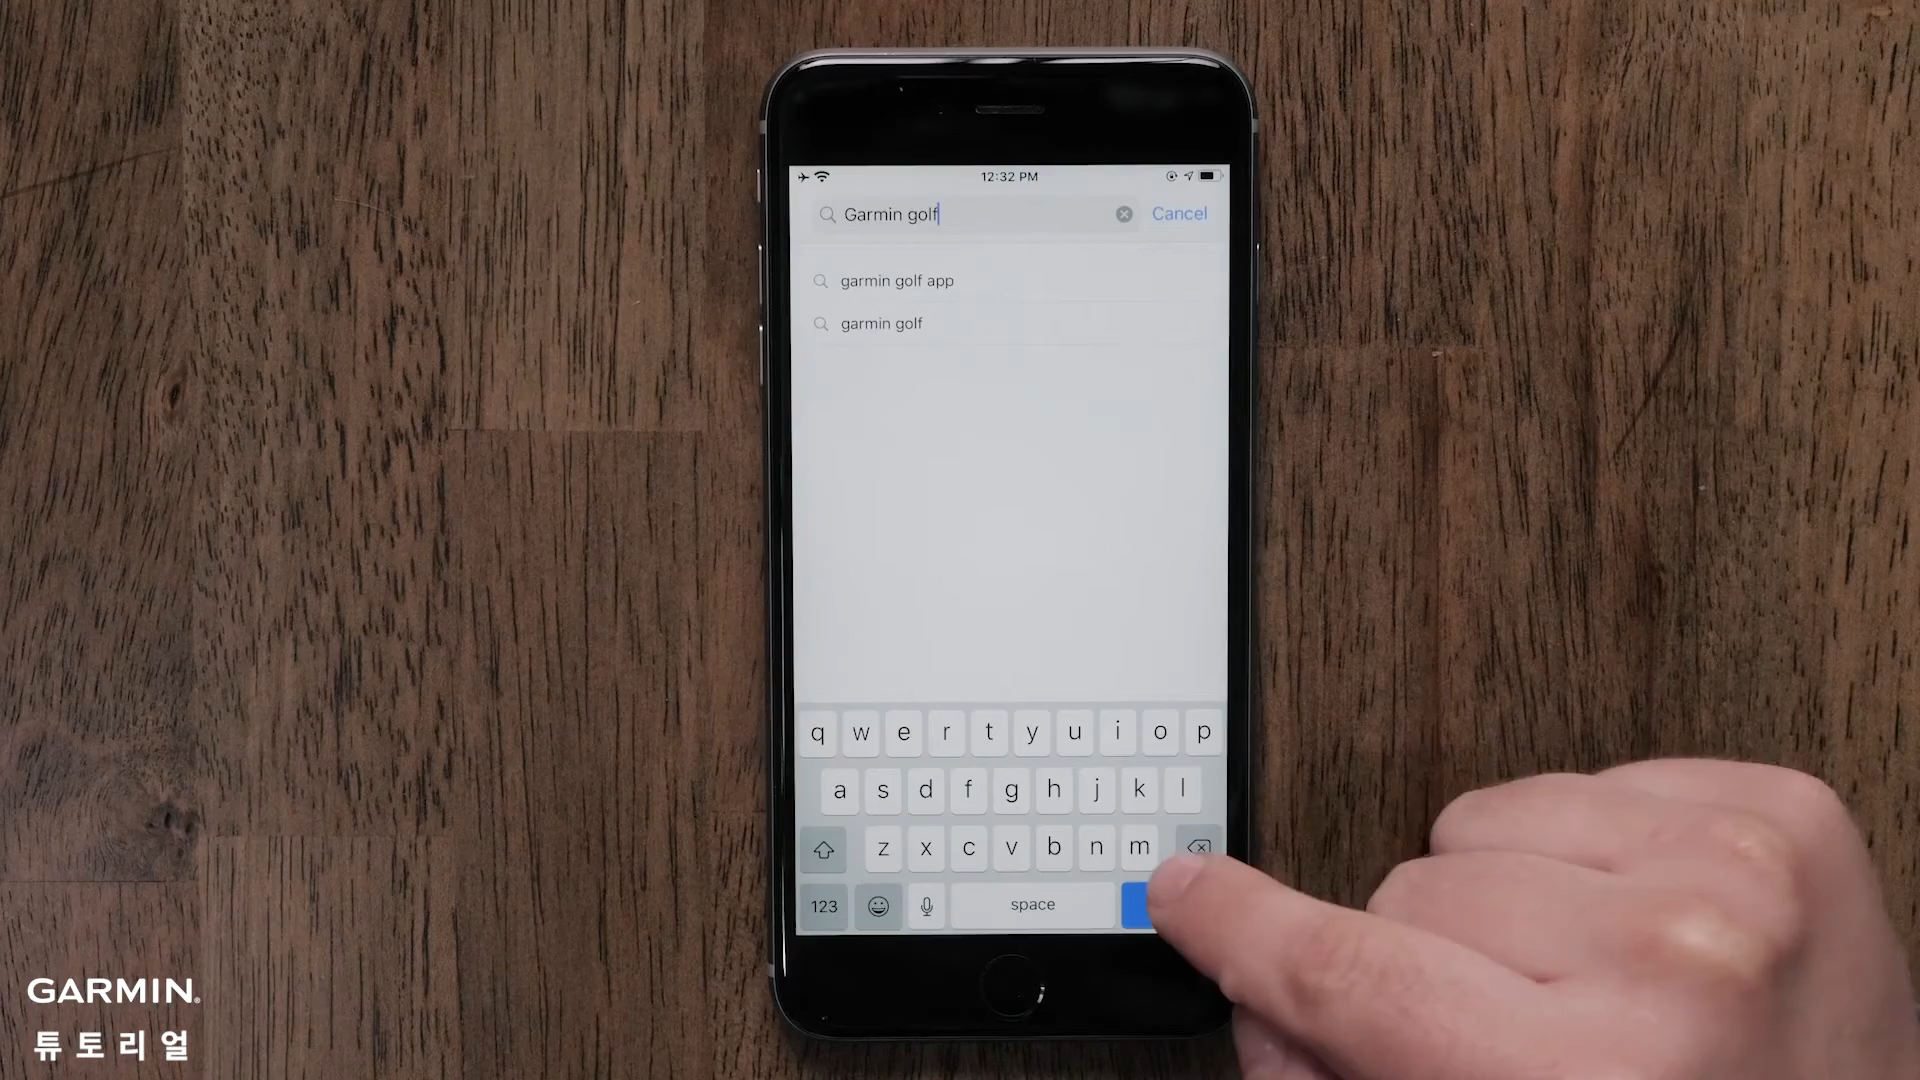 12:32 PM
Garmin golf
Cancel
garmin golf app
garmin golf
q w e r t y u i o p
a s d f g h j k l
z x c v b n m
123
space
GARMIN
튜토리얼